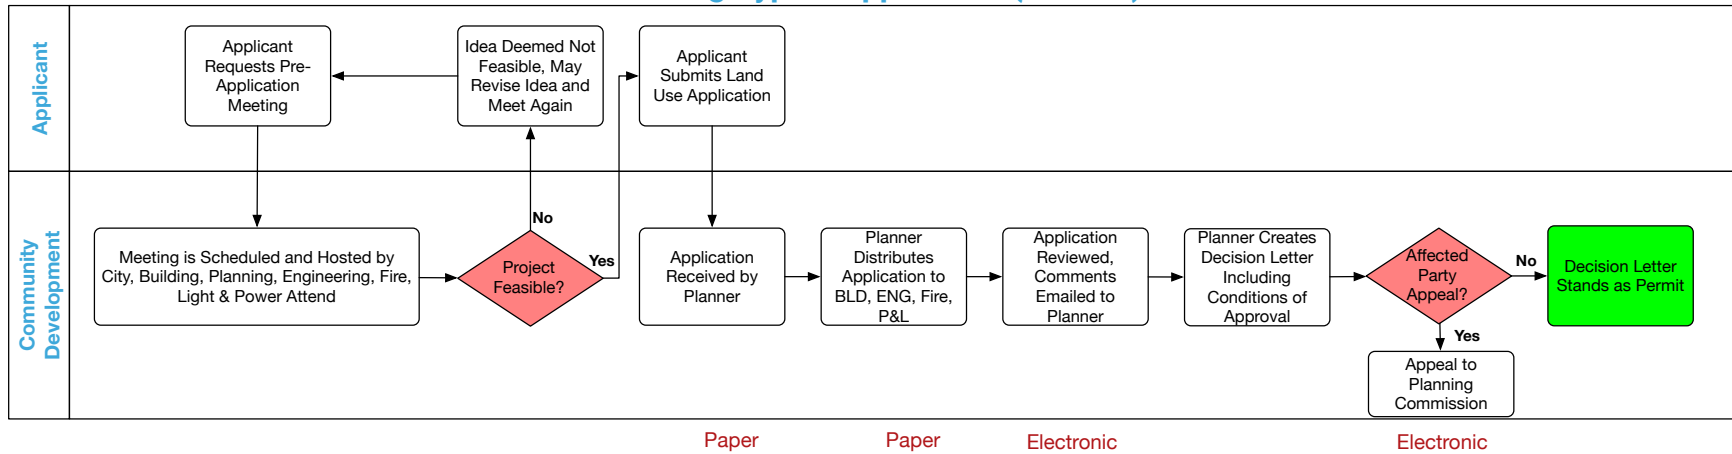 Applicant
Applicant
Requests Pre-
Application
Meeting
Idea Deemed Not
Feasible, May
Revise Idea and
Meet Again
Applicant
Submits Land
Use Application
Community
Development
Meeting is Scheduled and Hosted by
City, Building, Planning, Engineering, Fire,
Light & Power Attend
No
Project
Feasible?
Yes
Application
Received by
Planner
Planner
Distributes
Application to
BLD, ENG, Fire,
P&L
Application
Reviewed,
Comments
Emailed to
Planner
Planner Creates
Decision Letter
Including
Conditions of
Approval
Affected
Party
Appeal?
No
Decision Letter
Stands as Permit
Yes
Appeal to
Planning
Commission
Paper
Paper
Electronic
Electronic